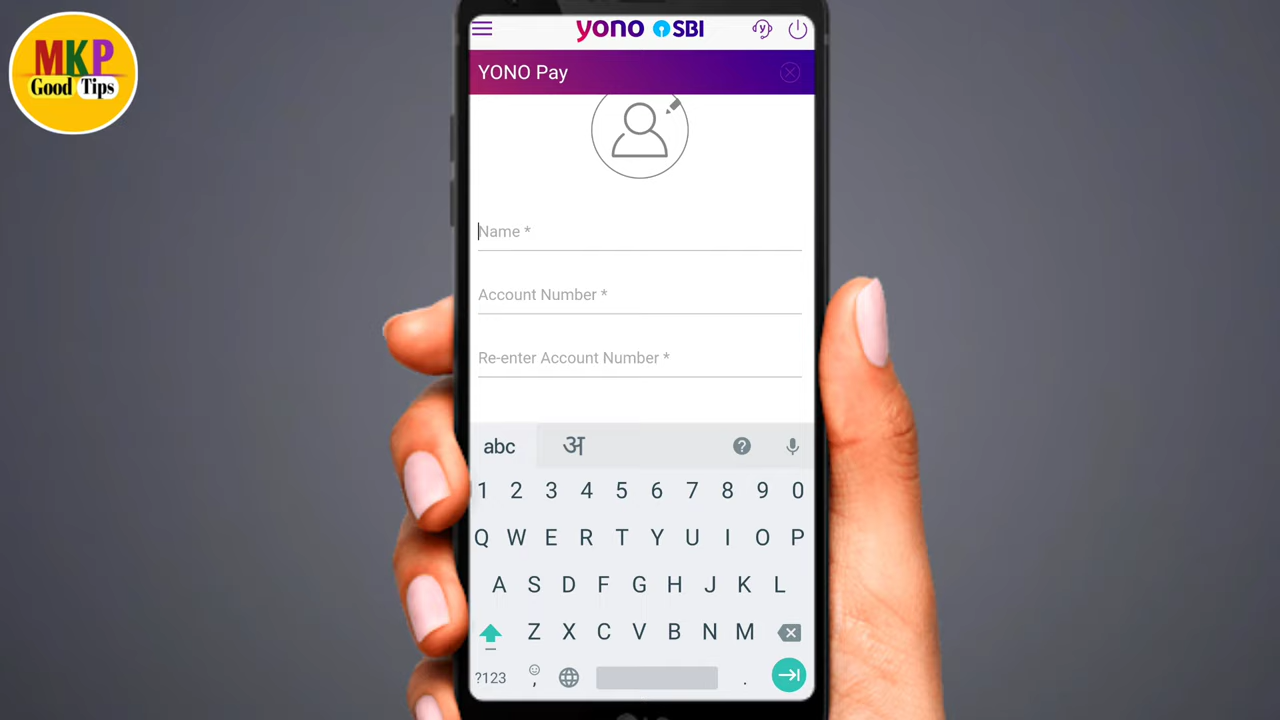 MKP
Good Tips
yono SBI
y
YONO Pay
Name *
Account Number *
Re-enter Account Number *
abc अ ?
1 2 3 4 5 6 7 8 9 0
Q W E R T Y U I O P
A S D F G H J K L
Z X C V B N M
?123 , .